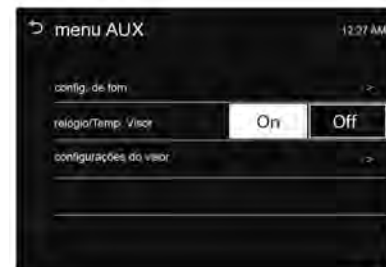 menu AUX
12:27 AM
config. de tom
relógio/Temp. Visor
On
Off
configurações do visor